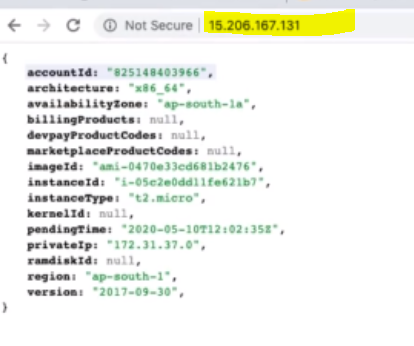 Not Secure 15.206.167.131
{
accountId: "825148403966",
architecture: "x86_64",
availabilityZone: "ap-south-1a",
billingProducts: null,
devpayProductCodes: null,
marketplaceProductCodes: null,
imageId: "ami-0470e33cd681b2476",
instanceId: "i-05c2e0dd11fe621b7",
instanceType: "t2.micro",
kernelId: null,
pendingTime: "2020-05-10T12:02:35Z",
privateIp: "172.31.37.0",
ramdiskId: null,
region: "ap-south-1",
version: "2017-09-30",
}